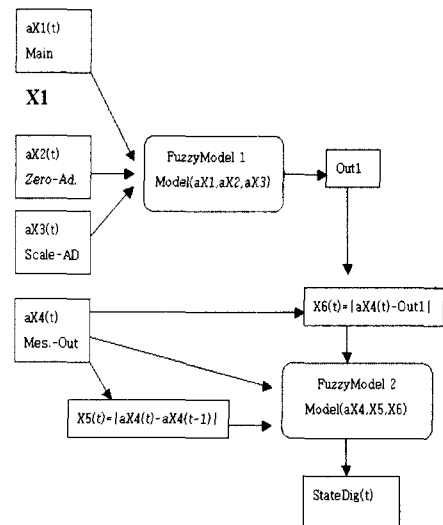 aX1(t)
Main
X1
aX2(t)
Zero-Ad.
FuzzyModel 1
Model(aX1,aX2,aX3)
Out1
aX3(t)
Scale-AD
aX4(t)
Mes.-Out
X6(t)=|aX4(t)-Out1|
X5(t)=|aX4(t)-aX4(t-1)|
FuzzyModel 2
Model(aX4,X5,X6)
StateDig(t)